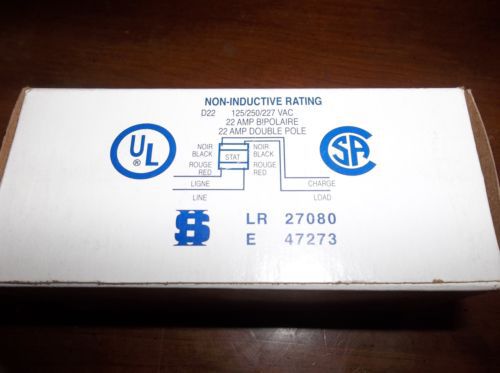 NON-INDUCTIVE RATING
D22 125/250/227 VAC
22 AMP BIPOLAIRE
22 AMP DOUBLE POLE
UL
®
NOIR
BLACK
ROUGE
RED
STAT
NOIR
BLACK
ROUGE
RED
SA
LIGNE
LINE
CHARGE
LOAD
LR 27080
E 47273